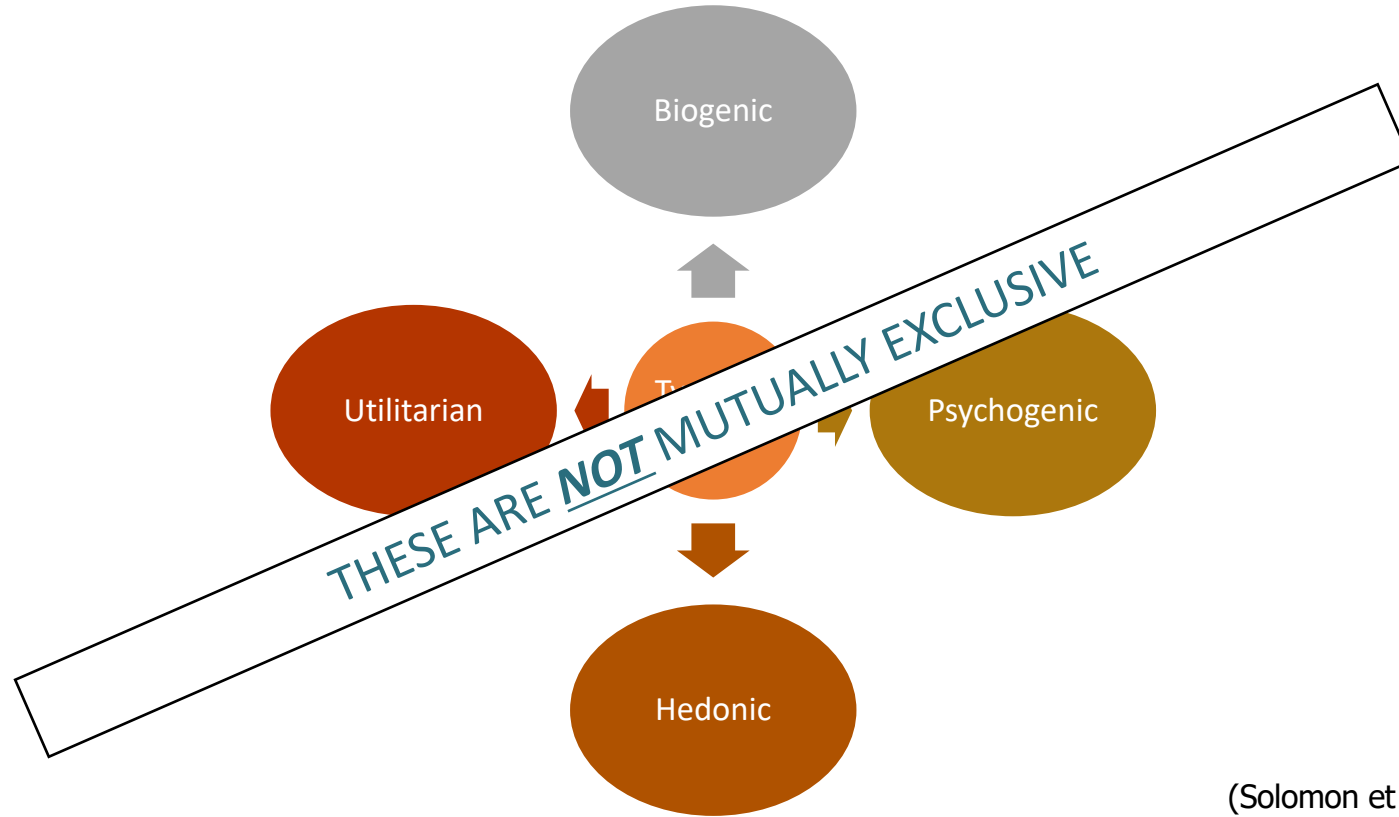 Biogenic
Utilitarian
Psychogenic
THESE ARE NOT MUTUALLY EXCLUSIVE
Hedonic
(Solomon et